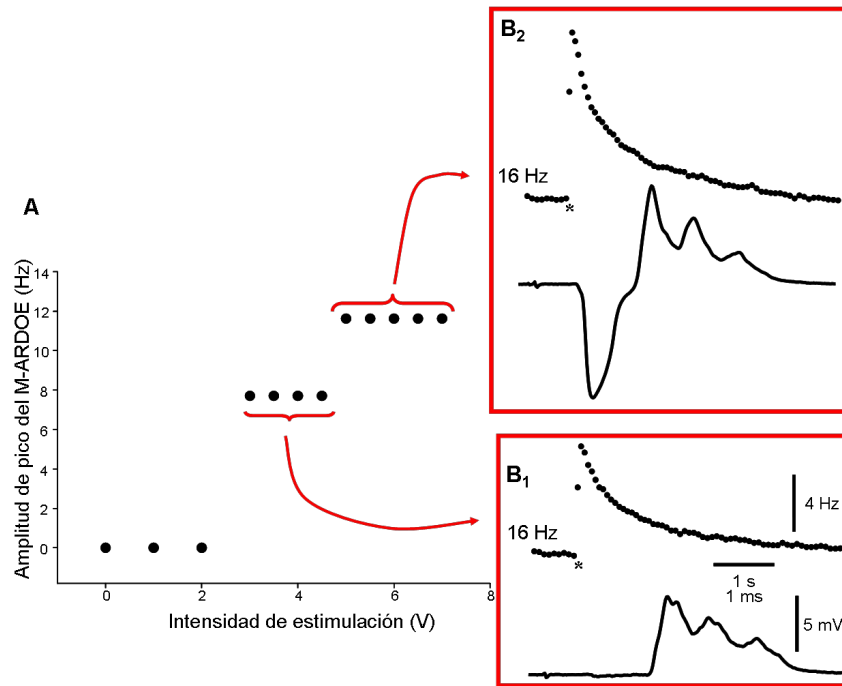 A
Amplitud de pico del M-ARDOE (Hz)
14
12
10
8
6
4
2
0
0
2
4
6
8
Intensidad de estimulación (V)
B2
16 Hz
*
B1
16 Hz
*
4 Hz
1 s
1 ms
5 mV